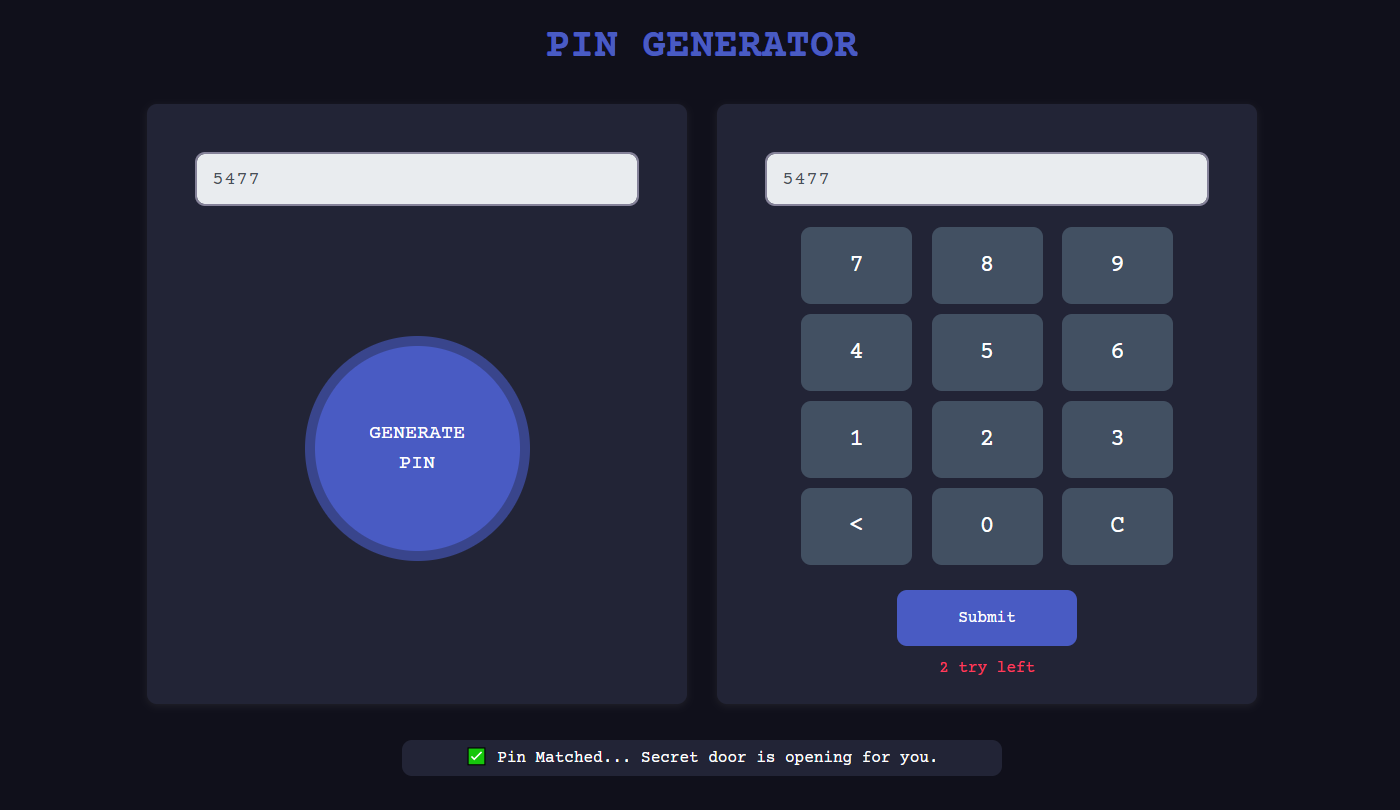 PIN GENERATOR
5477
GENERATE
PIN
5477
7 8 9
4 5 6
1 2 3
< 0 C
Submit
2 try left
✅ Pin Matched... Secret door is opening for you.